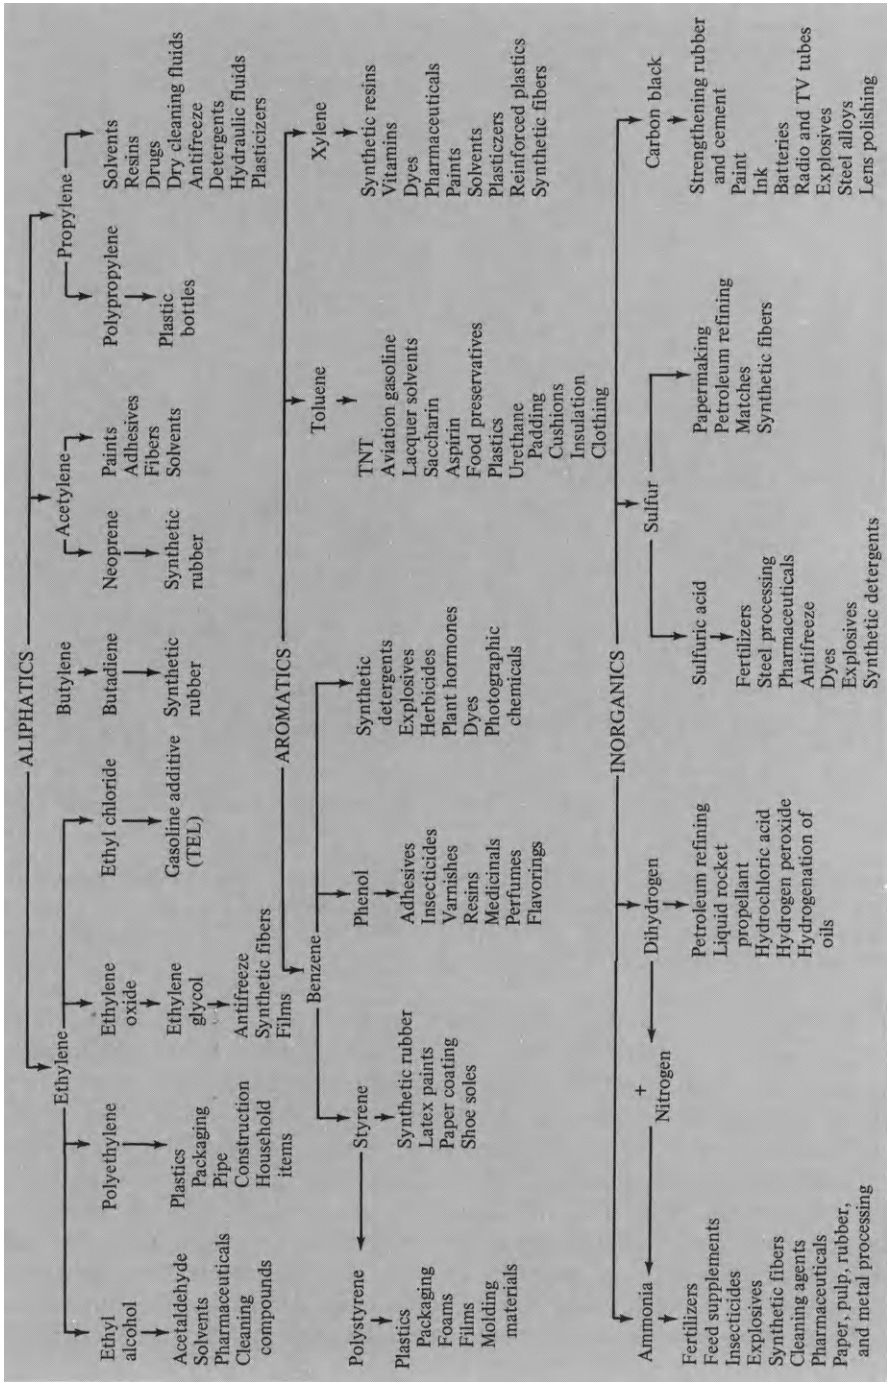 ALIPHATICS
Ethylene
Butylene
Acetylene
Propylene
Ethyl
alcohol
Polyethylene
Ethylene
oxide
Ethyl chloride
Butadiene
Neoprene
Paints
Adhesives
Fibers
Solvents
Polypropylene
Solvents
Resins
Drugs
Dry cleaning fluids
Antifreeze
Detergents
Hydraulic fluids
Plasticizers
Acetaldehyde
Solvents
Pharmaceuticals
Cleaning
compounds
Plastics
Packaging
Pipe
Construction
Household
items
Ethylene
glycol
Gasoline additive
(TEL)
Synthetic
rubber
Synthetic
rubber
Plastic
bottles
Antifreeze
Synthetic fibers
Films
AROMATICS
Benzene
Toluene
Xylene
Polystyrene
Styrene
Phenol
Synthetic
detergents
Explosives
Herbicides
Plant hormones
Dyes
Photographic
chemicals
TNT
Aviation gasoline
Lacquer solvents
Saccharin
Aspirin
Food preservatives
Plastics
Urethane
Padding
Cushions
Insulation
Clothing
Synthetic resins
Vitamins
Dyes
Pharmaceuticals
Paints
Solvents
Plasticzers
Reinforced plastics
Synthetic fibers
Plastics
Packaging
Foams
Films
Molding
materials
Synthetic rubber
Latex paints
Paper coating
Shoe soles
Adhesives
Insecticides
Varnishes
Resins
Medicinals
Perfumes
Flavorings
INORGANICS
Ammonia
+
Nitrogen
Dihydrogen
Sulfur
Carbon black
Fertilizers
Feed supplements
Insecticides
Explosives
Synthetic fibers
Cleaning agents
Pharmaceuticals
Paper, pulp, rubber,
and metal processing
Petroleum refining
Liquid rocket
propellant
Hydrochloric acid
Hydrogen peroxide
Hydrogenation of
oils
Sulfuric acid
Fertilizers
Steel processing
Pharmaceuticals
Antifreeze
Dyes
Explosives
Synthetic detergents
Papermaking
Petroleum refining
Matches
Synthetic fibers
Strengthening rubber
and cement
Paint
Ink
Batteries
Radio and TV tubes
Explosives
Steel alloys
Lens polishing